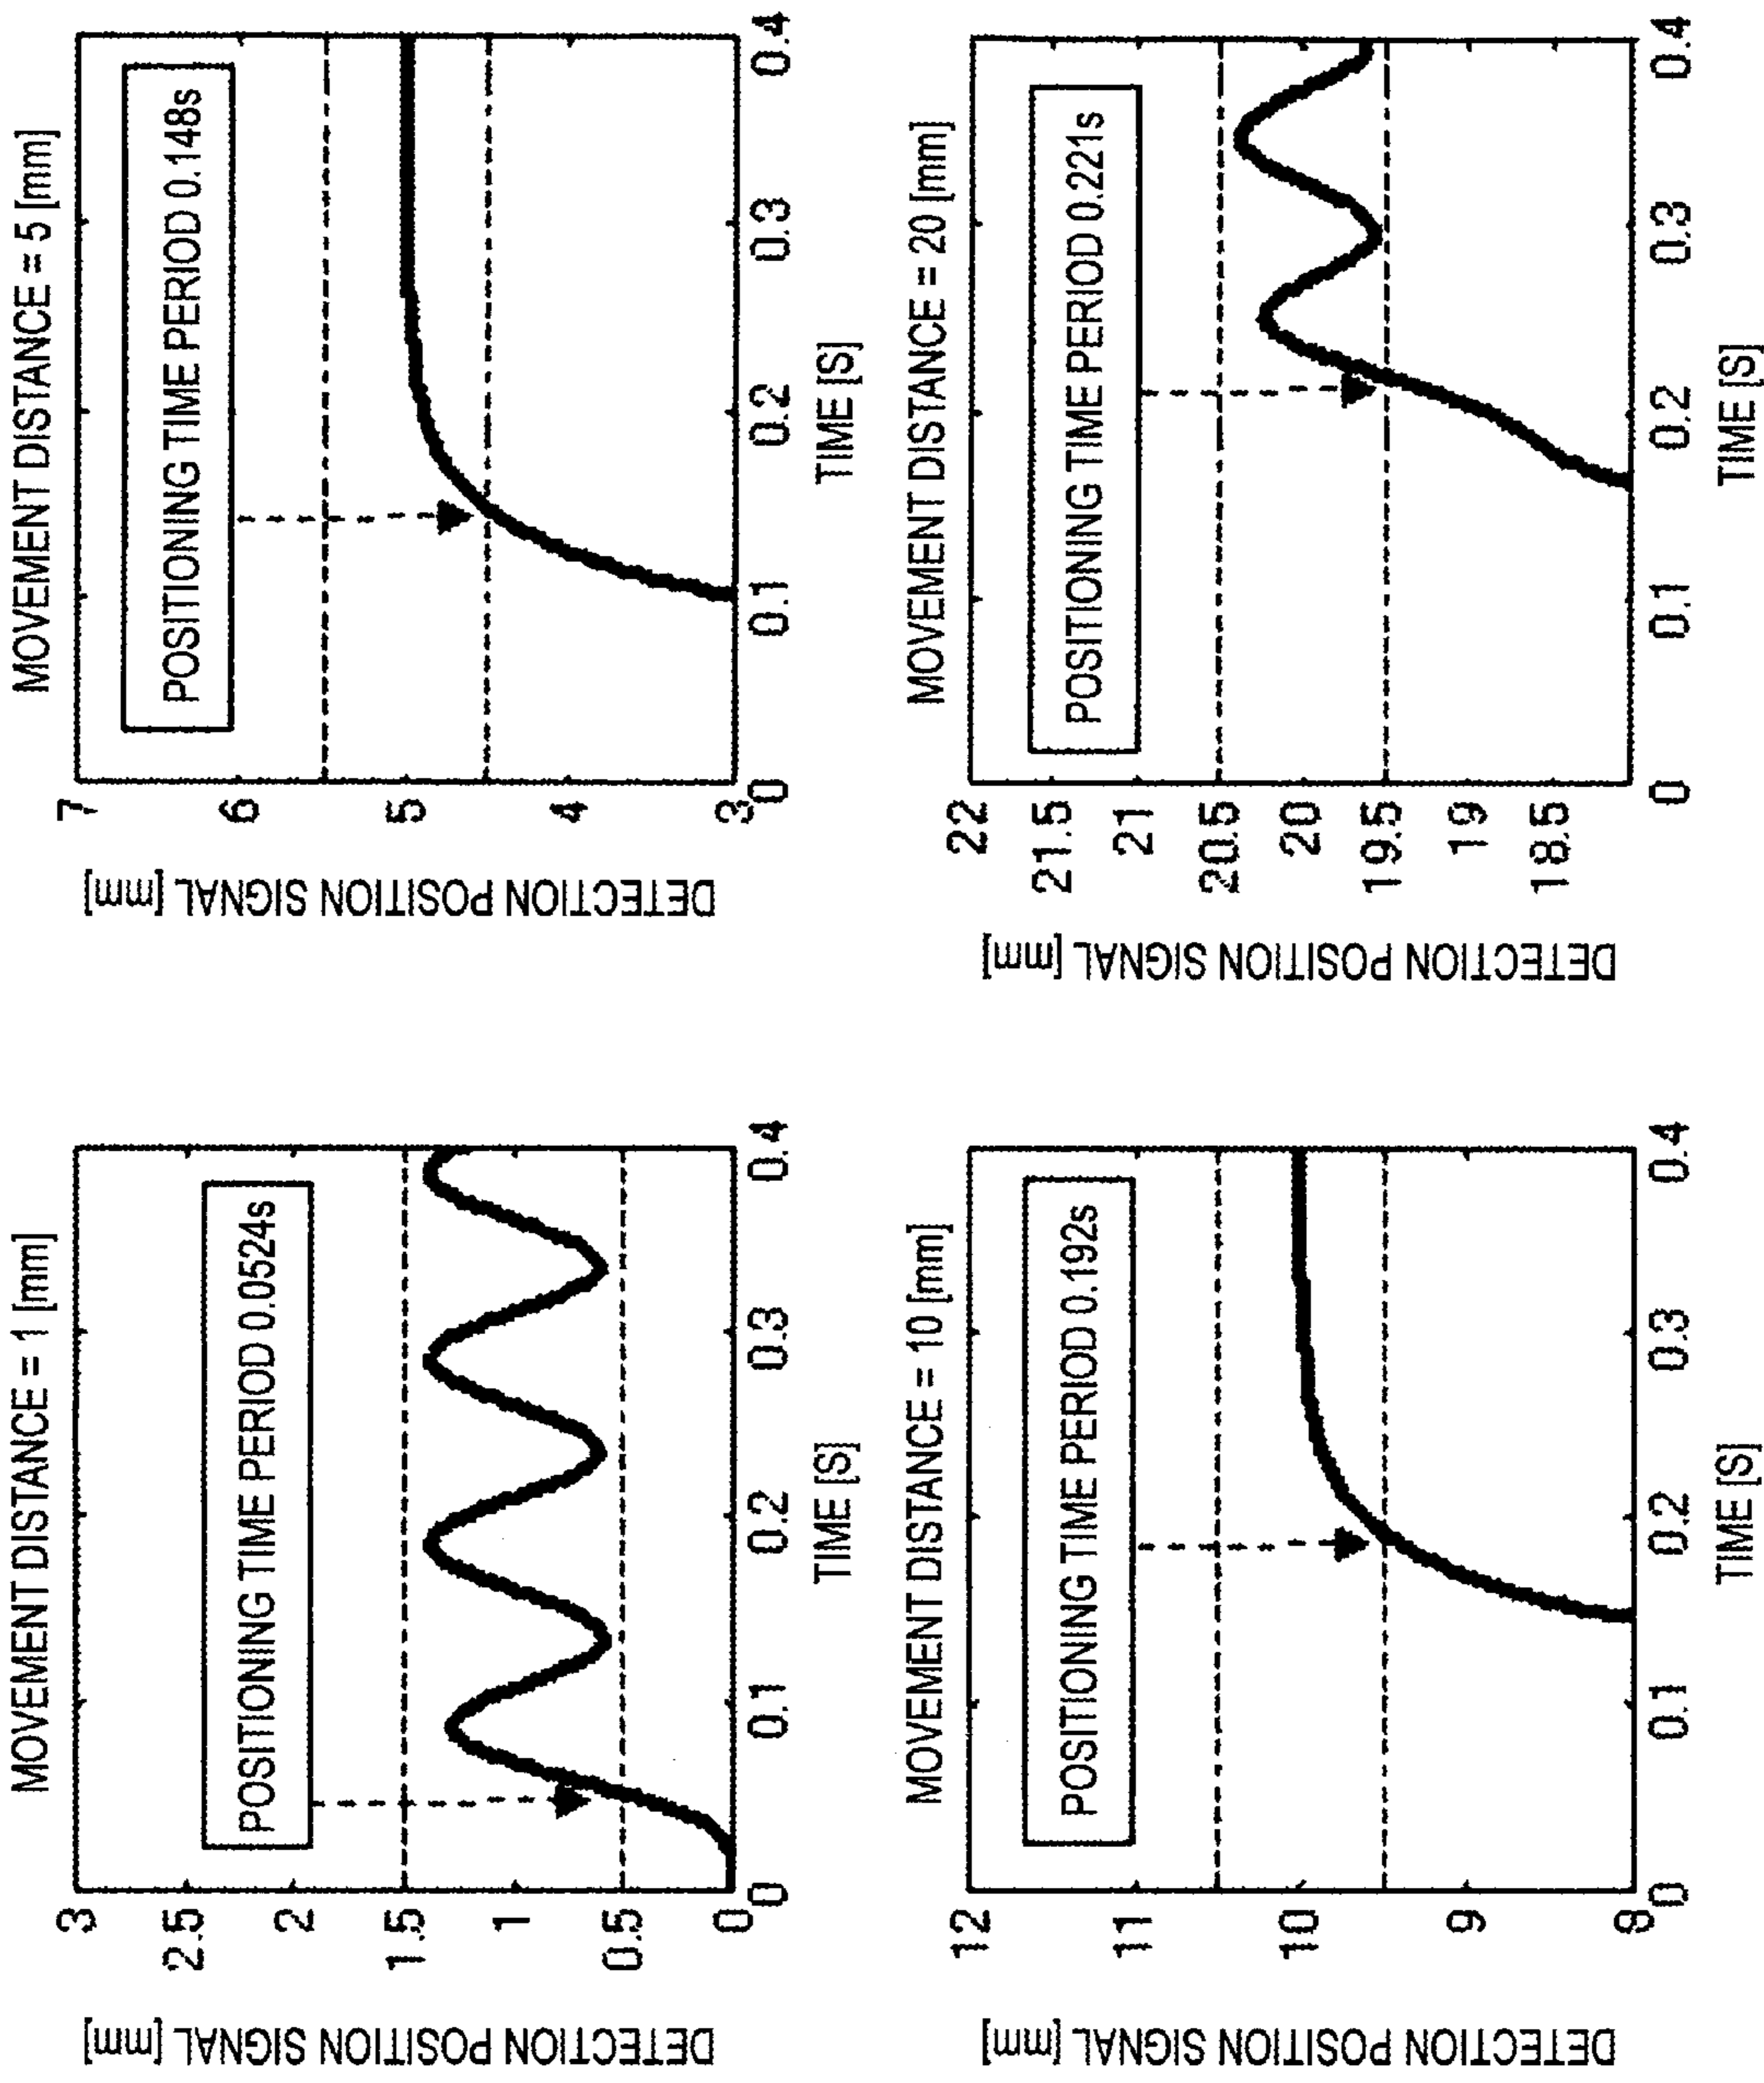 MOVEMENT DISTANCE = 1 [mm]
DETECTION POSITION SIGNAL [mm]
3
2.5
2
1.5
1
0.5
0
POSITIONING TIME PERIOD 0.0524s
0 0.1 0.2 0.3 0.4
TIME [S]
MOVEMENT DISTANCE = 5 [mm]
DETECTION POSITION SIGNAL [mm]
7
6
5
4
3
POSITIONING TIME PERIOD 0.148s
0 0.1 0.2 0.3 0.4
TIME [S]
MOVEMENT DISTANCE = 10 [mm]
DETECTION POSITION SIGNAL [mm]
12
11
10
9
8
POSITIONING TIME PERIOD 0.192s
0 0.1 0.2 0.3 0.4
TIME [S]
MOVEMENT DISTANCE = 20 [mm]
DETECTION POSITION SIGNAL [mm]
22
21.5
21
20.5
20
19.5
19
18.5
POSITIONING TIME PERIOD 0.221s
0 0.1 0.2 0.3 0.4
TIME [S]